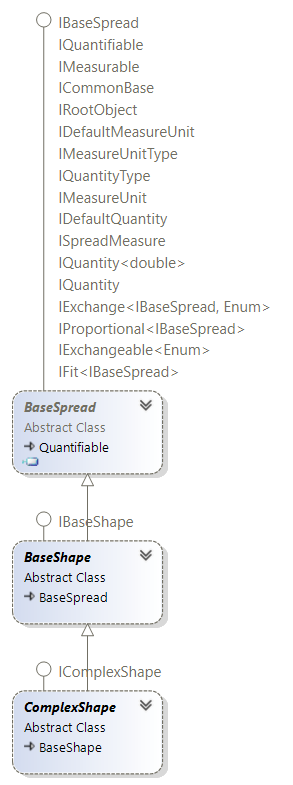 IBaseSpread
IQuantifiable
IMeasurable
ICommonBase
IRootObject
IDefaultMeasureUnit
IMeasureUnitType
IQuantityType
IMeasureUnit
IDefaultQuantity
ISpreadMeasure
IQuantity<double>
IQuantity
IExchange<IBaseSpread, Enum>
IProportional<IBaseSpread>
IExchangeable<Enum>
IFit<IBaseSpread>
BaseSpread
Abstract Class
Quantifiable
IBaseShape
BaseShape
Abstract Class
BaseSpread
IComplexShape
ComplexShape
Abstract Class
BaseShape